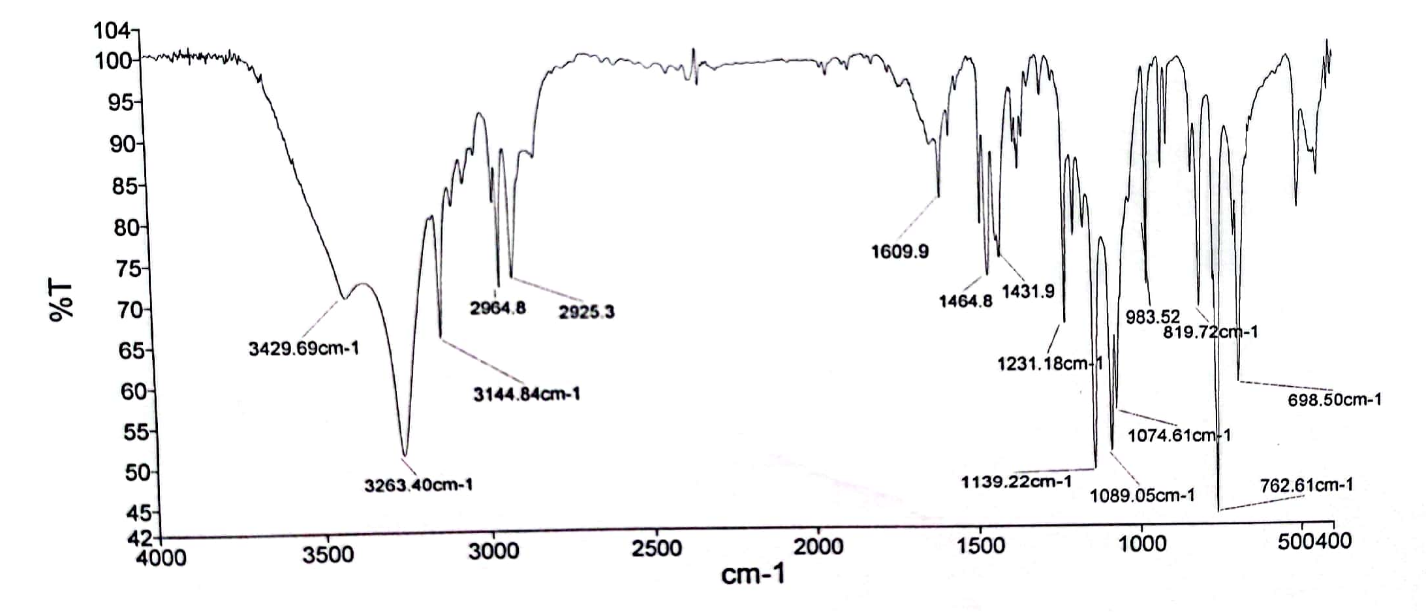 104
100
95
90
85
80
75
70
65
60
55
50
45
42
%T
3429.69cm-1
3263.40cm-1
3144.84cm-1
2964.8
2925.3
1609.9
1464.8
1431.9
1231.18cm-1
1139.22cm-1
1089.05cm-1
1074.61cm-1
983.52
819.72cm-1
762.61cm-1
698.50cm-1
4000 3500 3000 2500 2000 1500 1000 500400
cm-1